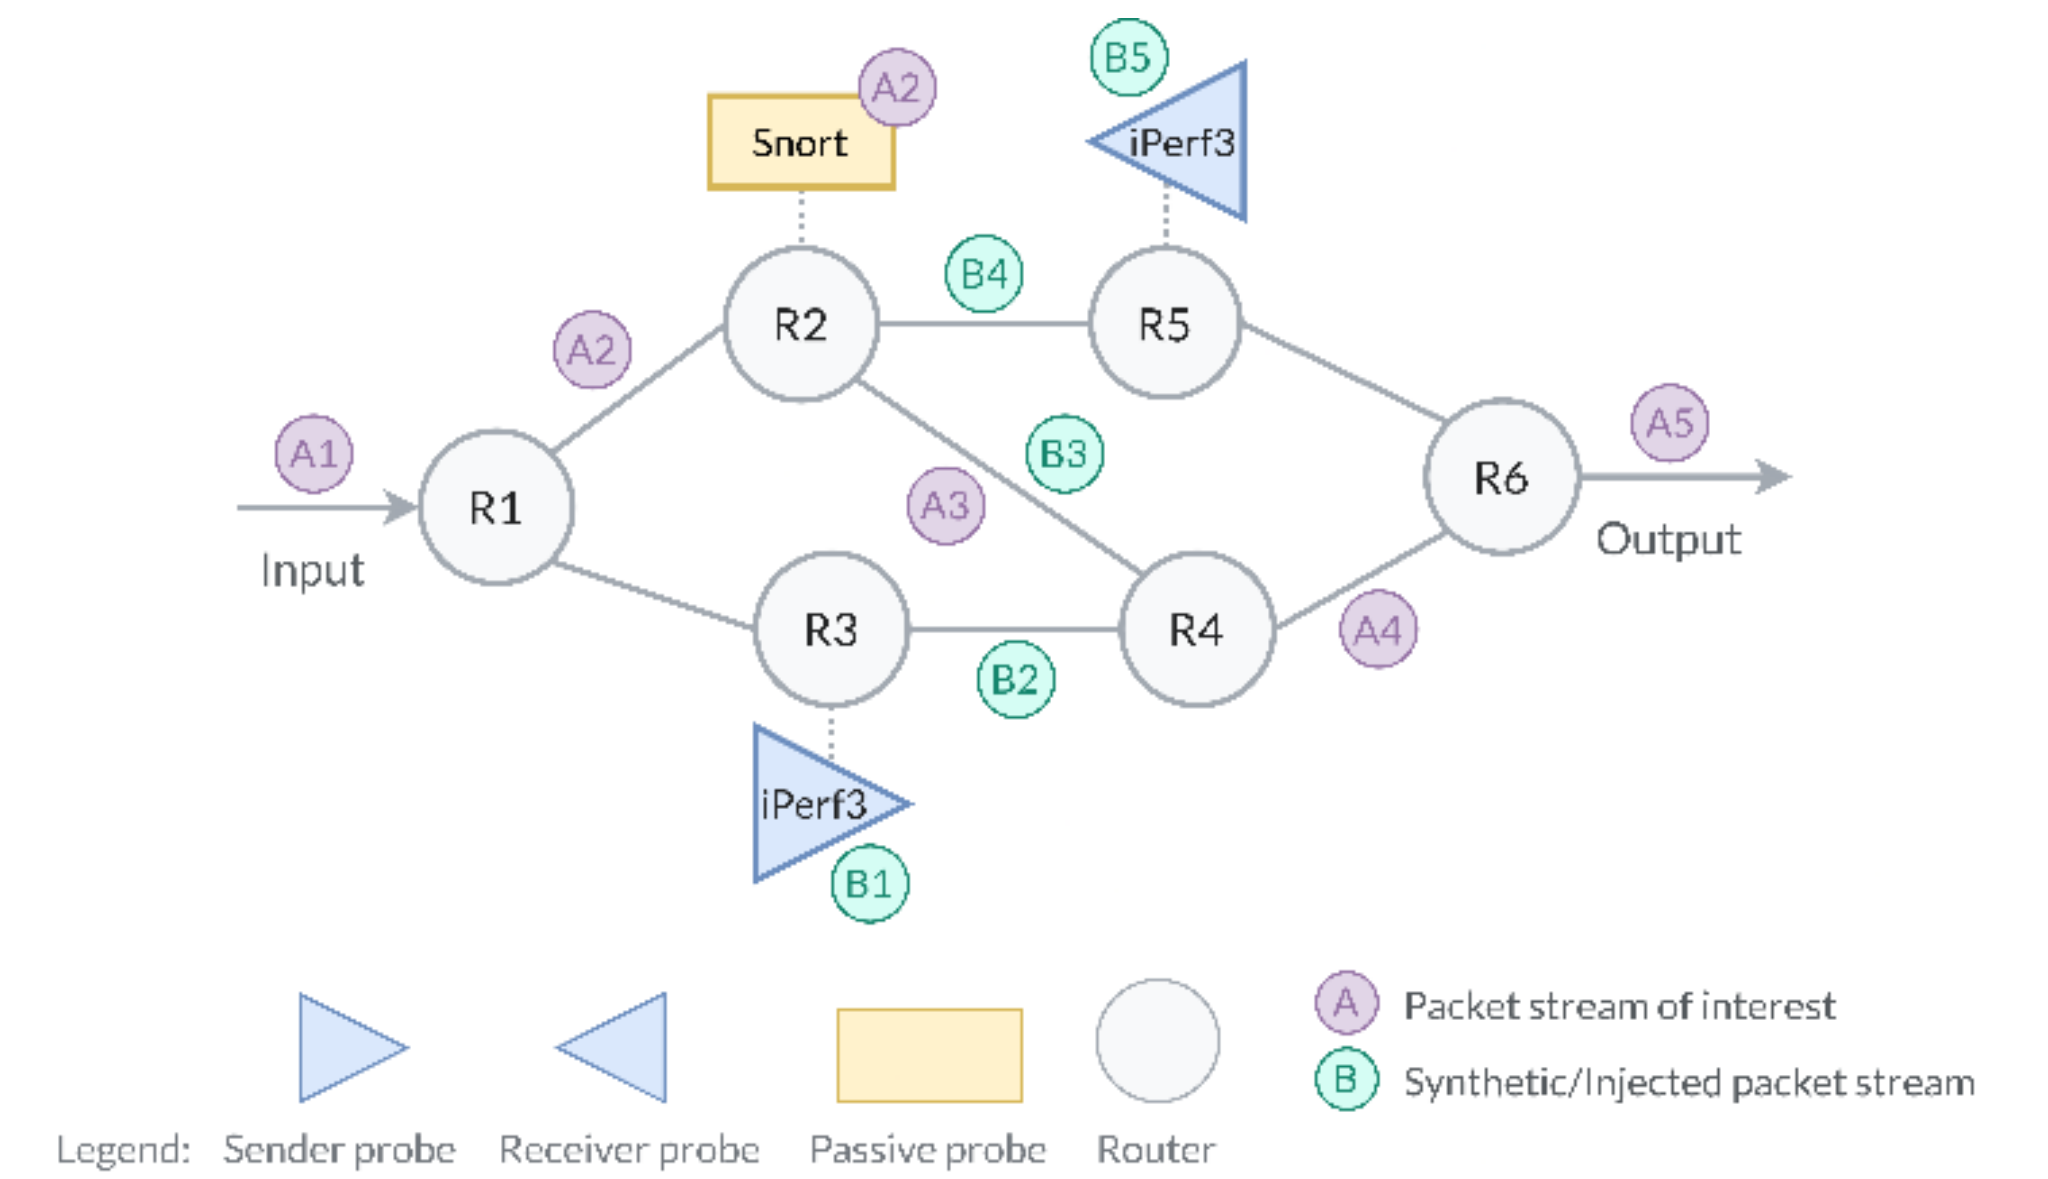 B5
A2
Snort
iPerf3
B4
R2
R5
A2
A1
B3
A5
R1
A3
R6
Input
Output
R3
R4
A4
B2
iPerf3
B1
A Packet stream of interest
B Synthetic/Injected packet stream
Legend: Sender probe Receiver probe Passive probe Router